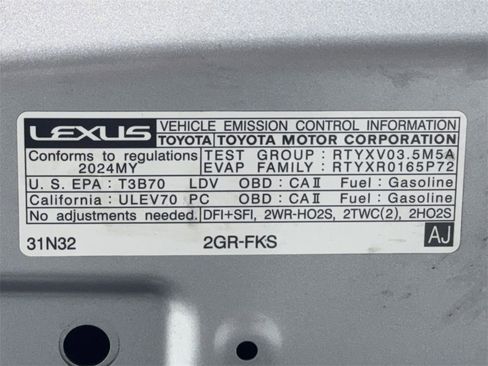 LEXUS VEHICLE EMISSION CONTROL INFORMATION
TOYOTA TOYOTA MOTOR CORPORATION
Conforms to regulations TEST GROUP : RTYXV03.5M5A
2024MY EVAP FAMILY : RTYXR0165P72
U. S. EPA : T3B70 LDV OBD : CAII Fuel : Gasoline
California : ULEV70 PC OBD : CAII Fuel : Gasoline
No adjustments needed. DFI+SFI, 2WR-HO2S, 2TWC(2), 2HO2S
31N32 2GR-FKS AJ